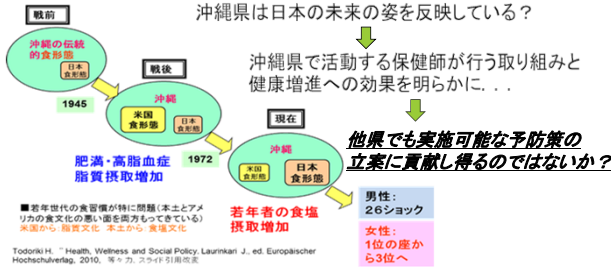 戦前
沖縄の伝統
的食形態
日本
食形態
1945
戦後
沖縄
米国
食形態
日本
食形態
1972
肥満・高脂血症
脂質摂取増加
現在
沖縄
米国
食形態
日本
食形態
若年者の食塩
摂取増加
男性：
26ショック
女性：
1位の座か
ら3位へ
沖縄県は日本の未来の姿を反映している？
沖縄県で活動する保健師が行う取り組みと
健康増進への効果を明らかに．．．
他県でも実施可能な予防策の
立案に貢献し得るのではないか？
■若年世代の食習慣が特に問題（本土とアメ
リカの食文化の悪い面を両方もってきている）
米国から：脂質文化 本土から：食塩文化
Todoriki H. ¨ Health, Wellness and Social Policy, Laurinkari J., ed. Europäischer
Hochschulverlag, 2010, 等々力, スライド引用改変